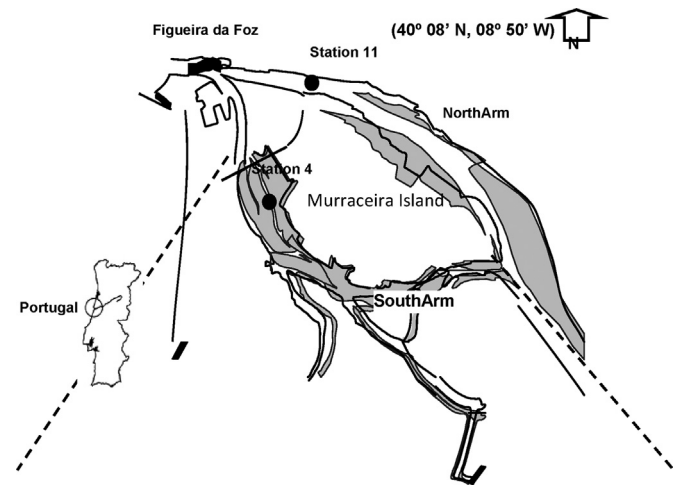 (40º 08’ N, 08º 50’ W)
N
Figueira da Foz
Station 11
NorthArm
Station 4
Murraceira Island
Portugal
SouthArm